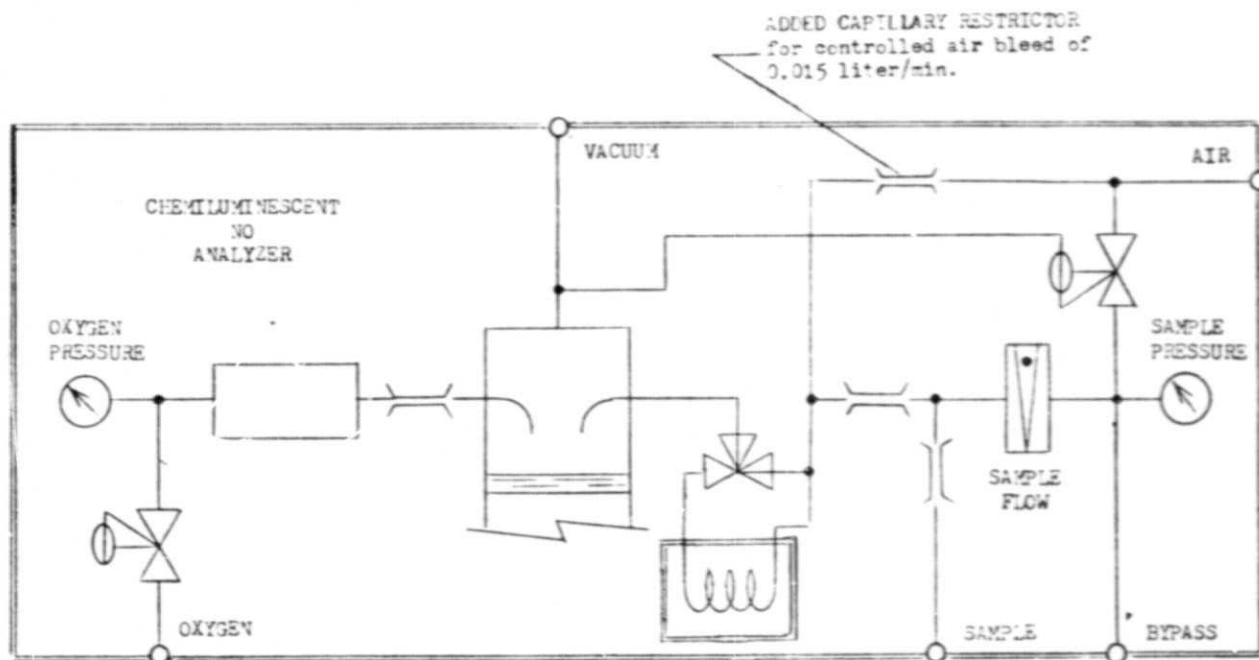 ADDED CAPILLARY RESTRICTOR
for controlled air bleed of
0.015 liter/min.
VACUUM
AIR
CHEMILUMINESCENT
NO
ANALYZER
OXYGEN
PRESSURE
SAMPLE
PRESSURE
SAMPLE
FLOW
OXYGEN
SAMPLE
BYPASS